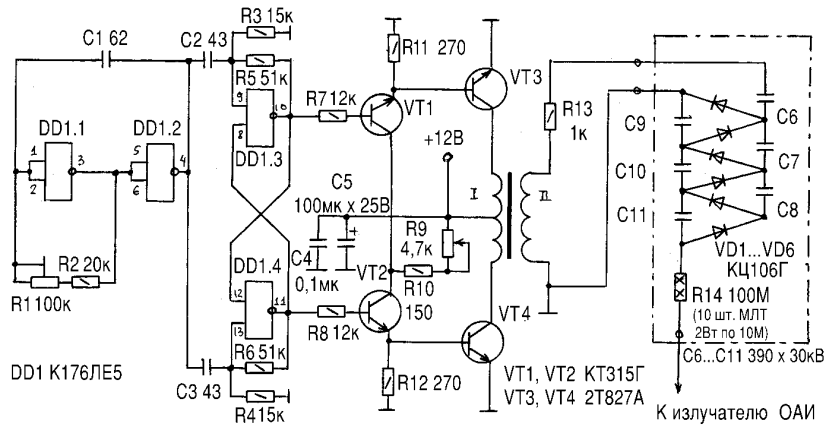 R3 15к
C1 62
C2 43
R5 51к
R11 270
VT3
9
10
8
R7 12к
VT1
R13
1к
C6
C9
DD1.1
DD1.2
DD1.3
+12В
1
2
3
5
6
4
C5
100мк х 25В
I
II
C7
C10
R9
4,7к
C8
C11
C4
0,1мк
VT2
DD1.4
R10
150
VD1...VD6
КЦ106Г
R2 20к
R1100к
12
11
13
R8 12к
VT4
R14 100М
(10 шт. МЛТ
2Вт по 10М)
R6 51к
C3 43
R12 270
C6...C11 390 х 30кВ
DD1 К176ЛЕ5
VT1, VT2 КТ315Г
VT3, VT4 2Т827А
R415к
К излучателю ОАИ